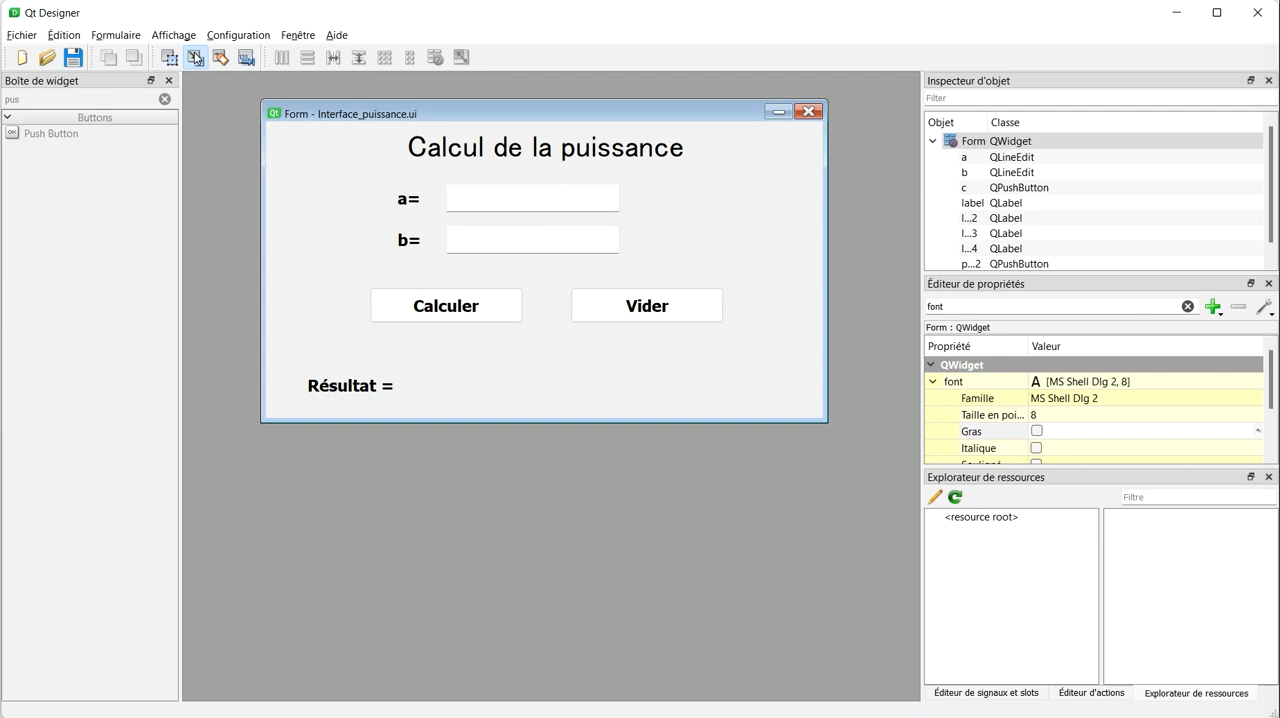 Qt Designer
Fichier Édition Formulaire Affichage Configuration Fenêtre Aide
Boîte de widget
pus
Buttons
OK Push Button
Qt Form - Interface_puissance.ui
Calcul de la puissance
a=
b=
Calculer Vider
Résultat =
Inspecteur d'objet
Filter
Objet Classe
Form QWidget
a QLineEdit
b QLineEdit
c QPushButton
label QLabel
l...2 QLabel
l...3 QLabel
l...4 QLabel
p...2 QPushButton
Éditeur de propriétés
font
Form : QWidget
Propriété Valeur
QWidget
font A [MS Shell Dlg 2, 8]
Famille MS Shell Dlg 2
Taille en poi... 8
Gras
Italique
Souligné
Explorateur de ressources
Filtre
<resource root>
Éditeur de signaux et slots Éditeur d'actions Explorateur de ressources